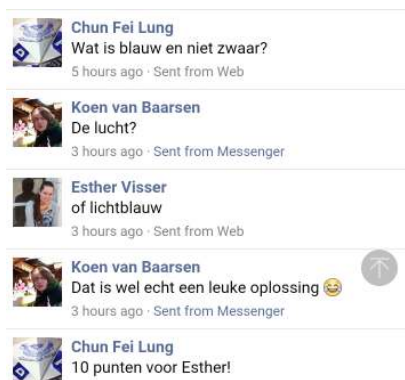 Chun Fei Lung
Wat is blauw en niet zwaar?
5 hours ago · Sent from Web
Koen van Baarsen
De lucht?
3 hours ago · Sent from Messenger
Esther Visser
of lichtblauw
3 hours ago · Sent from Web
Koen van Baarsen
Dat is wel echt een leuke oplossing 😂
3 hours ago · Sent from Messenger
Chun Fei Lung
10 punten voor Esther!